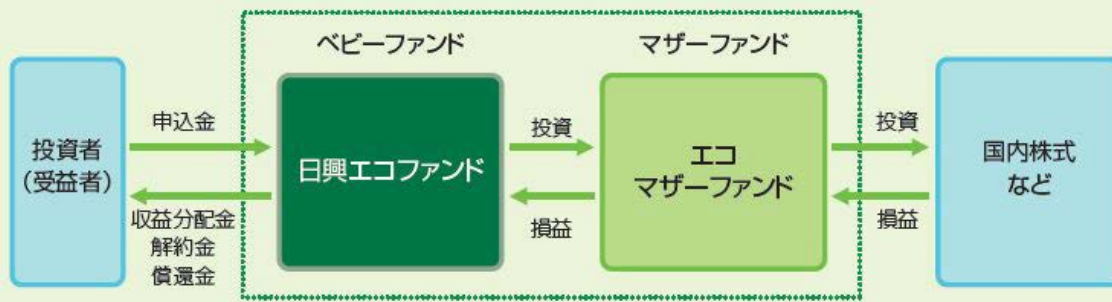 ベビーファンド
マザーファンド
投資者
(受益者)
申込金
収益分配金
解約金
償還金
日興エコファンド
投資
損益
エコ
マザーファンド
投資
損益
国内株式
など